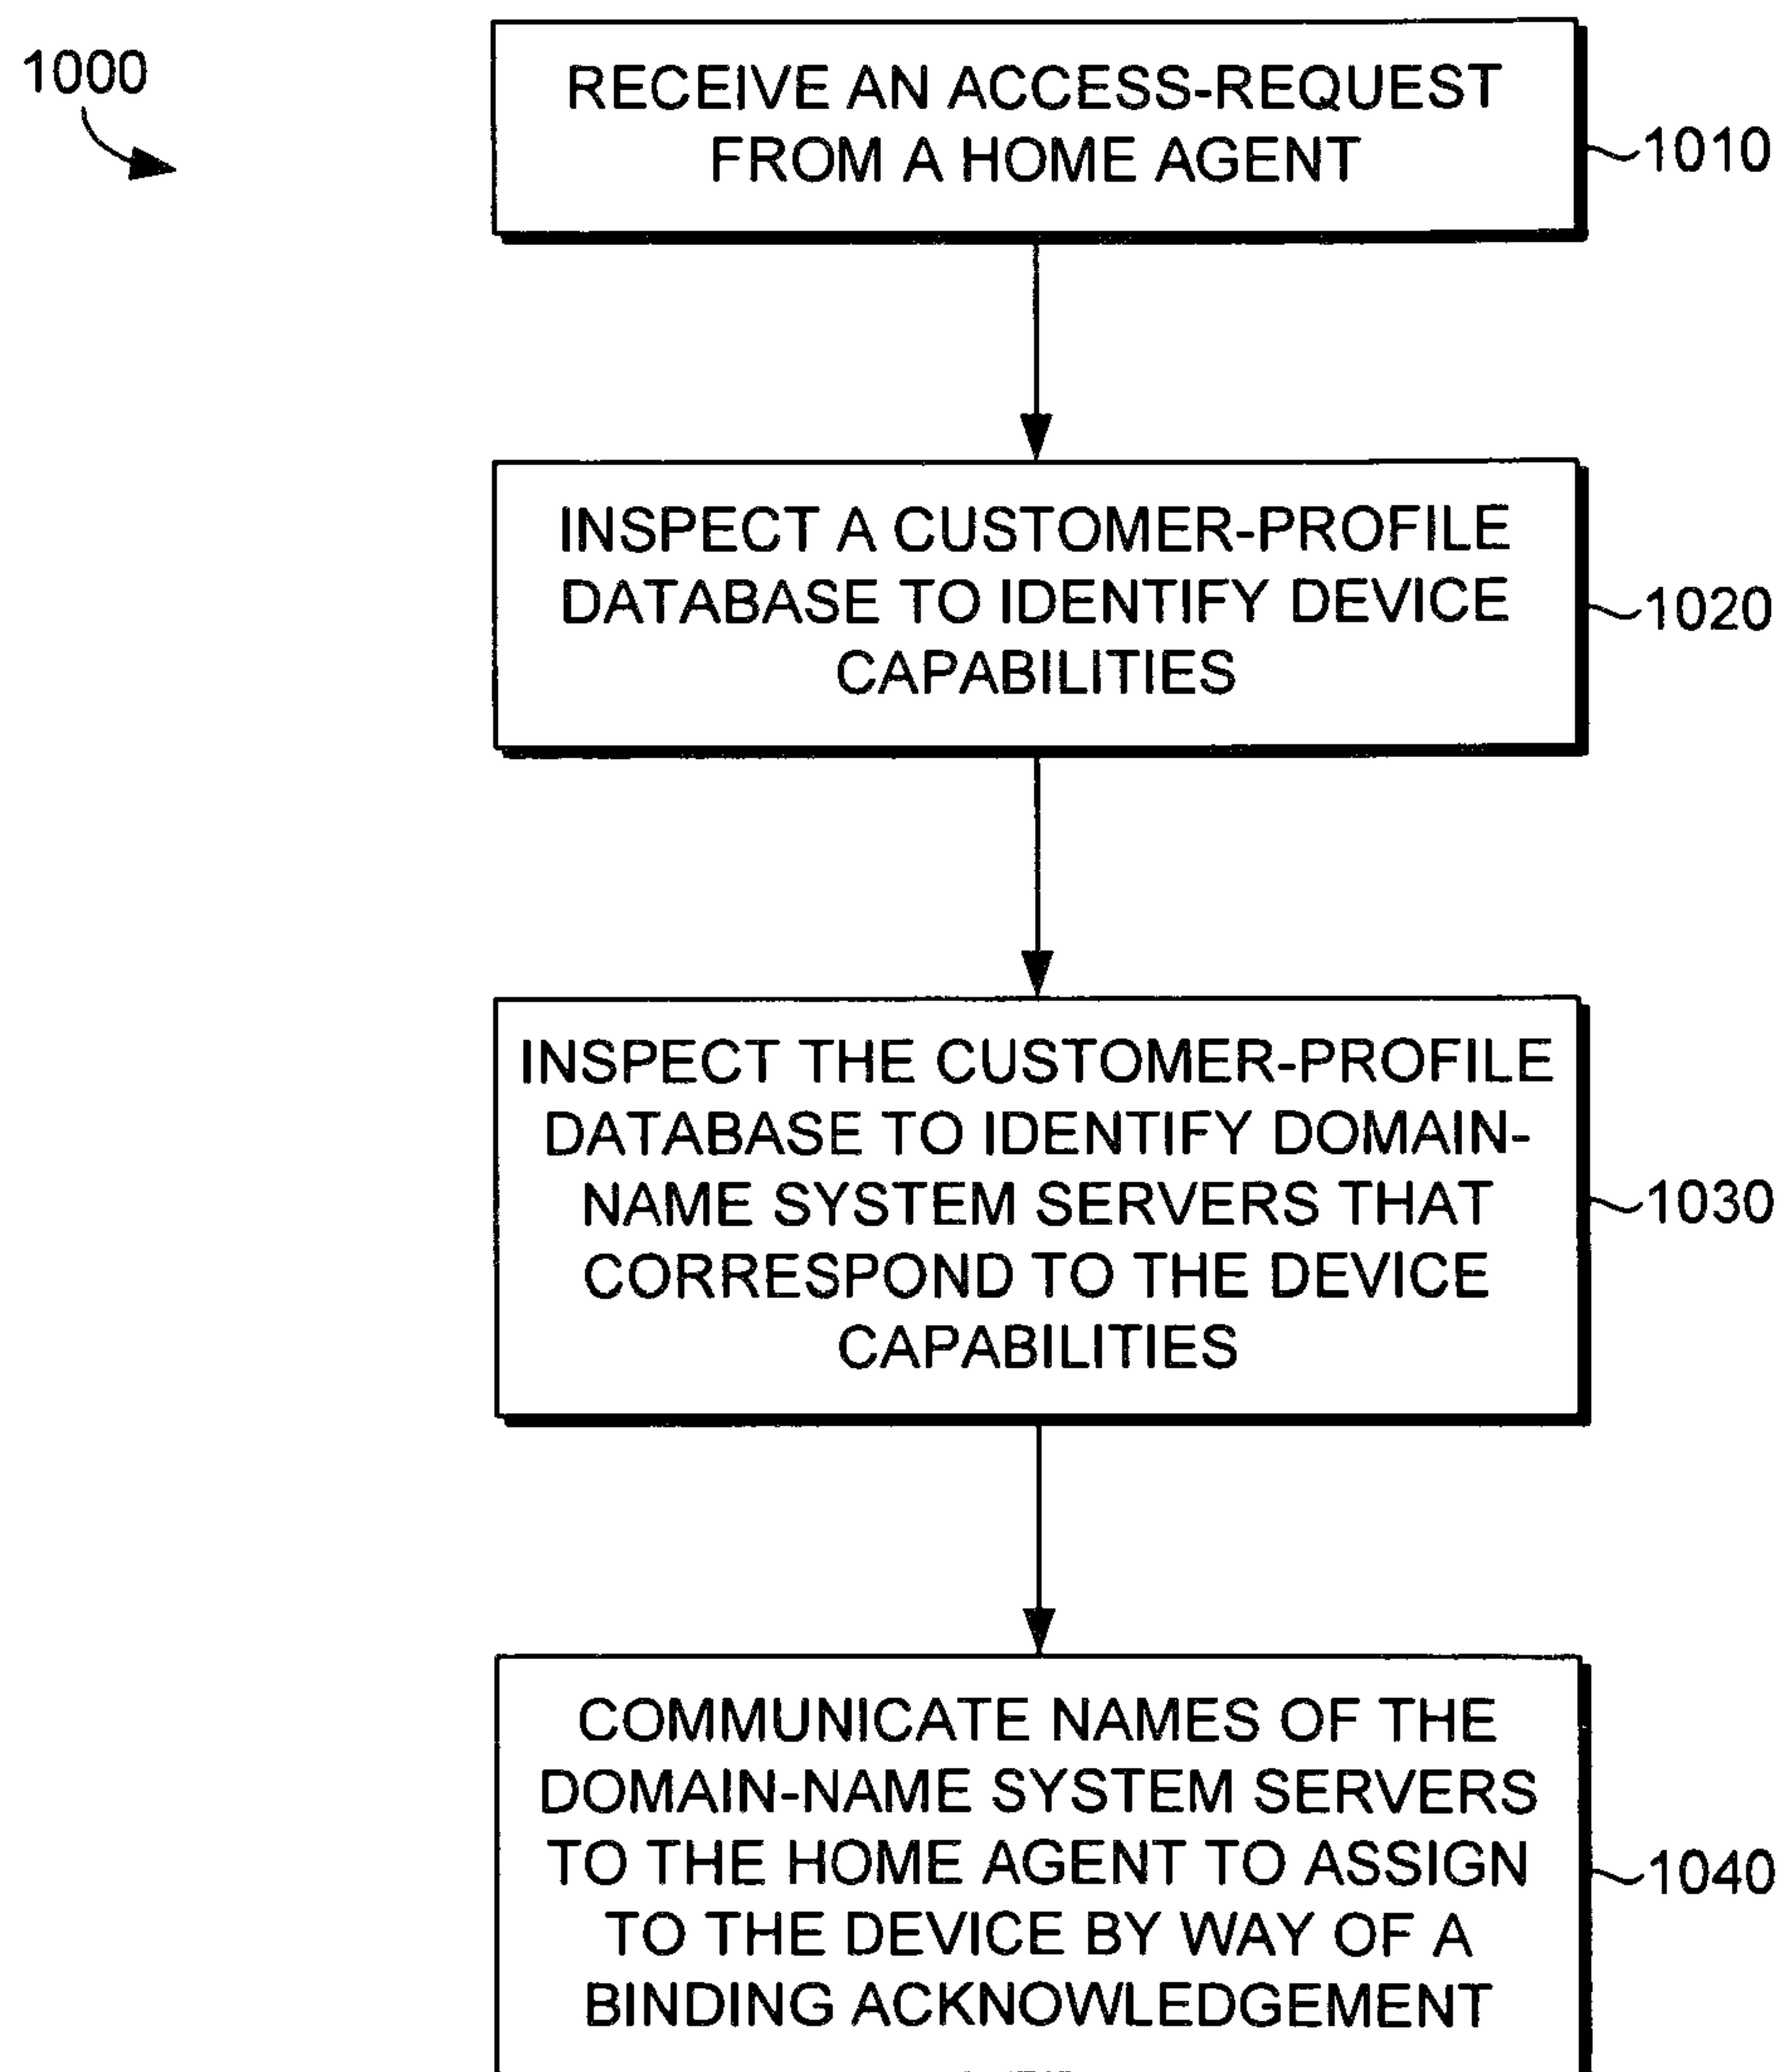 1000
RECEIVE AN ACCESS-REQUEST
FROM A HOME AGENT
1010
INSPECT A CUSTOMER-PROFILE
DATABASE TO IDENTIFY DEVICE
CAPABILITIES
1020
INSPECT THE CUSTOMER-PROFILE
DATABASE TO IDENTIFY DOMAIN-
NAME SYSTEM SERVERS THAT
CORRESPOND TO THE DEVICE
CAPABILITIES
1030
COMMUNICATE NAMES OF THE
DOMAIN-NAME SYSTEM SERVERS
TO THE HOME AGENT TO ASSIGN
TO THE DEVICE BY WAY OF A
BINDING ACKNOWLEDGEMENT
1040